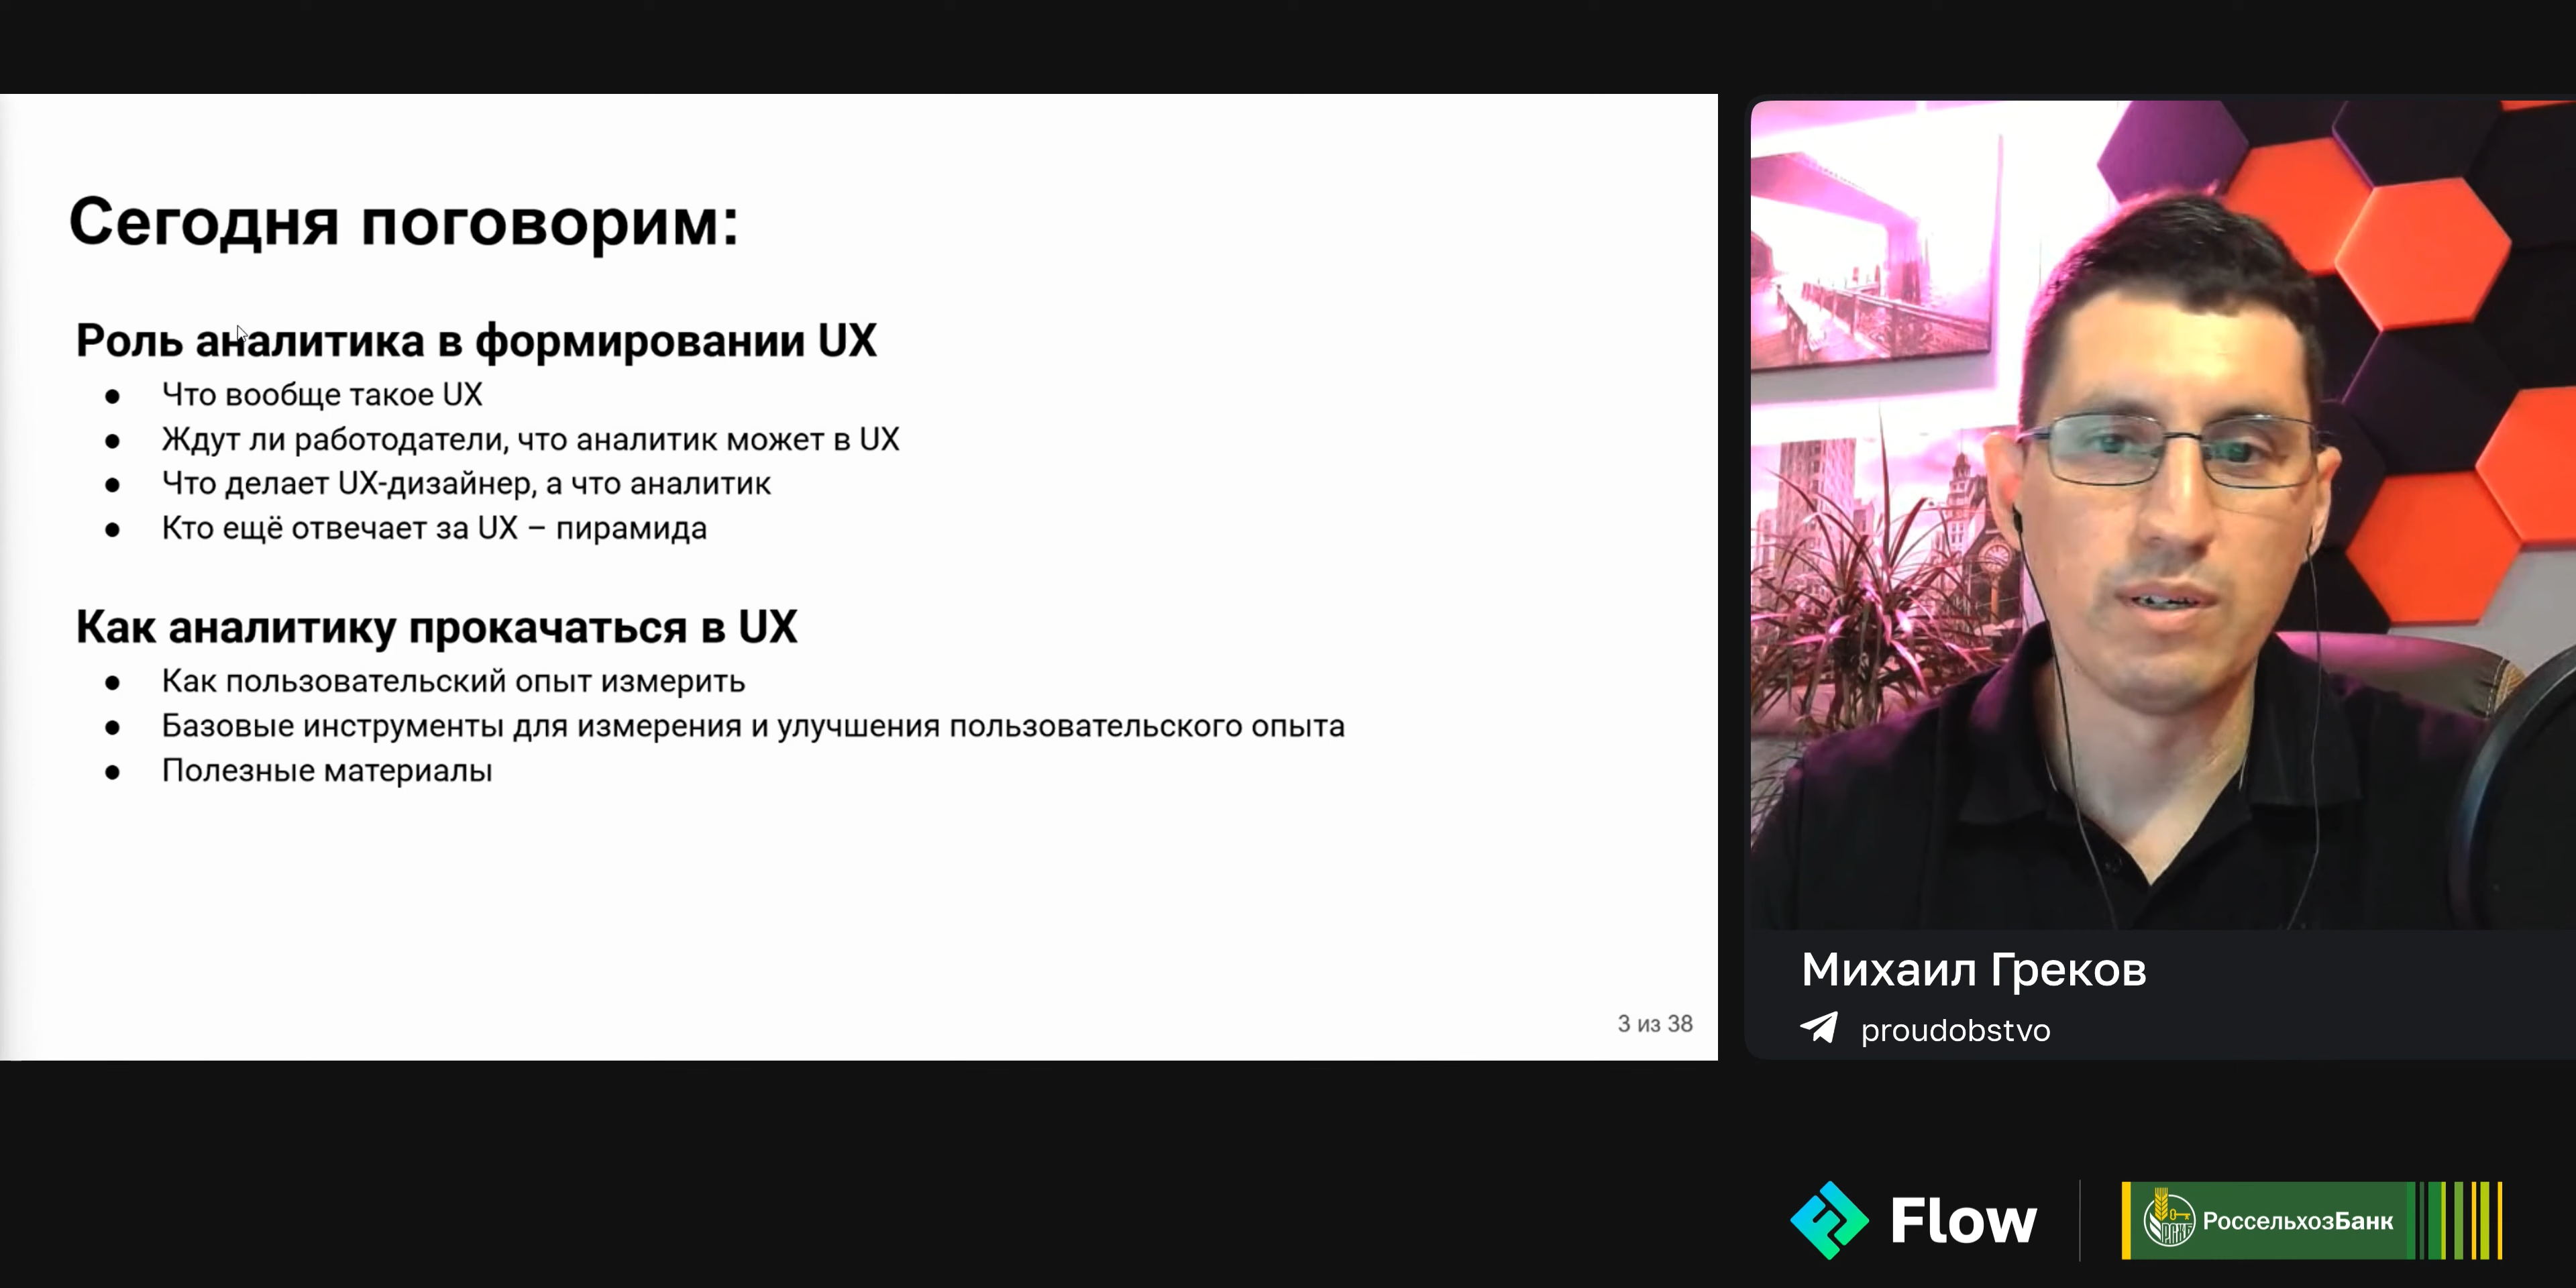 Сегодня поговорим:
Роль аналитика в формировании UX
● Что вообще такое UX
● Ждут ли работодатели, что аналитик может в UX
● Что делает UX-дизайнер, а что аналитик
● Кто ещё отвечает за UX – пирамида
Как аналитику прокачаться в UX
● Как пользовательский опыт измерить
● Базовые инструменты для измерения и улучшения пользовательского опыта
● Полезные материалы
3 из 38
Михаил Греков
proudobstvo
Flow
РСХБ
РоссельхозБанк